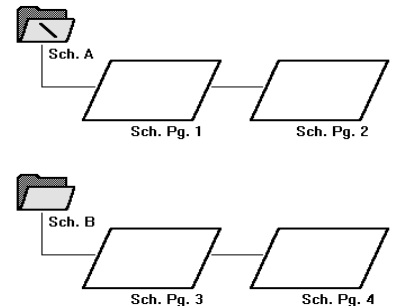 Sch. A
Sch. Pg. 1
Sch. Pg. 2
Sch. B
Sch. Pg. 3
Sch. Pg. 4